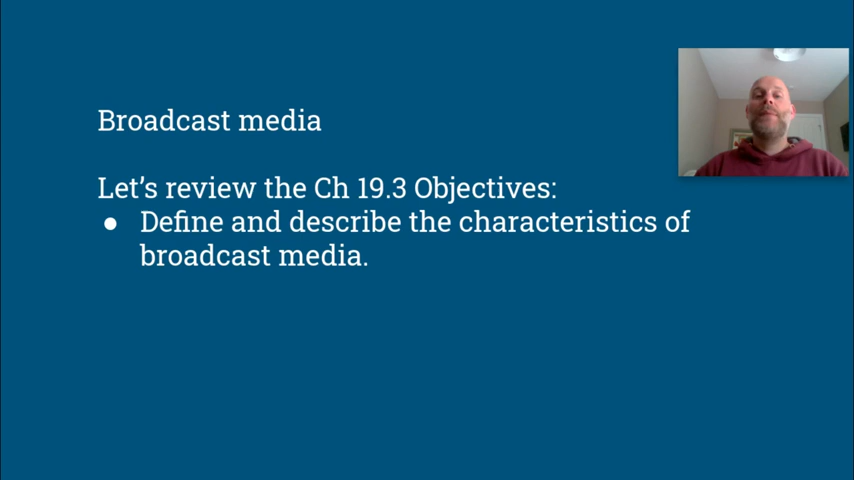 Broadcast media
Let’s review the Ch 19.3 Objectives:
● Define and describe the characteristics of
broadcast media.